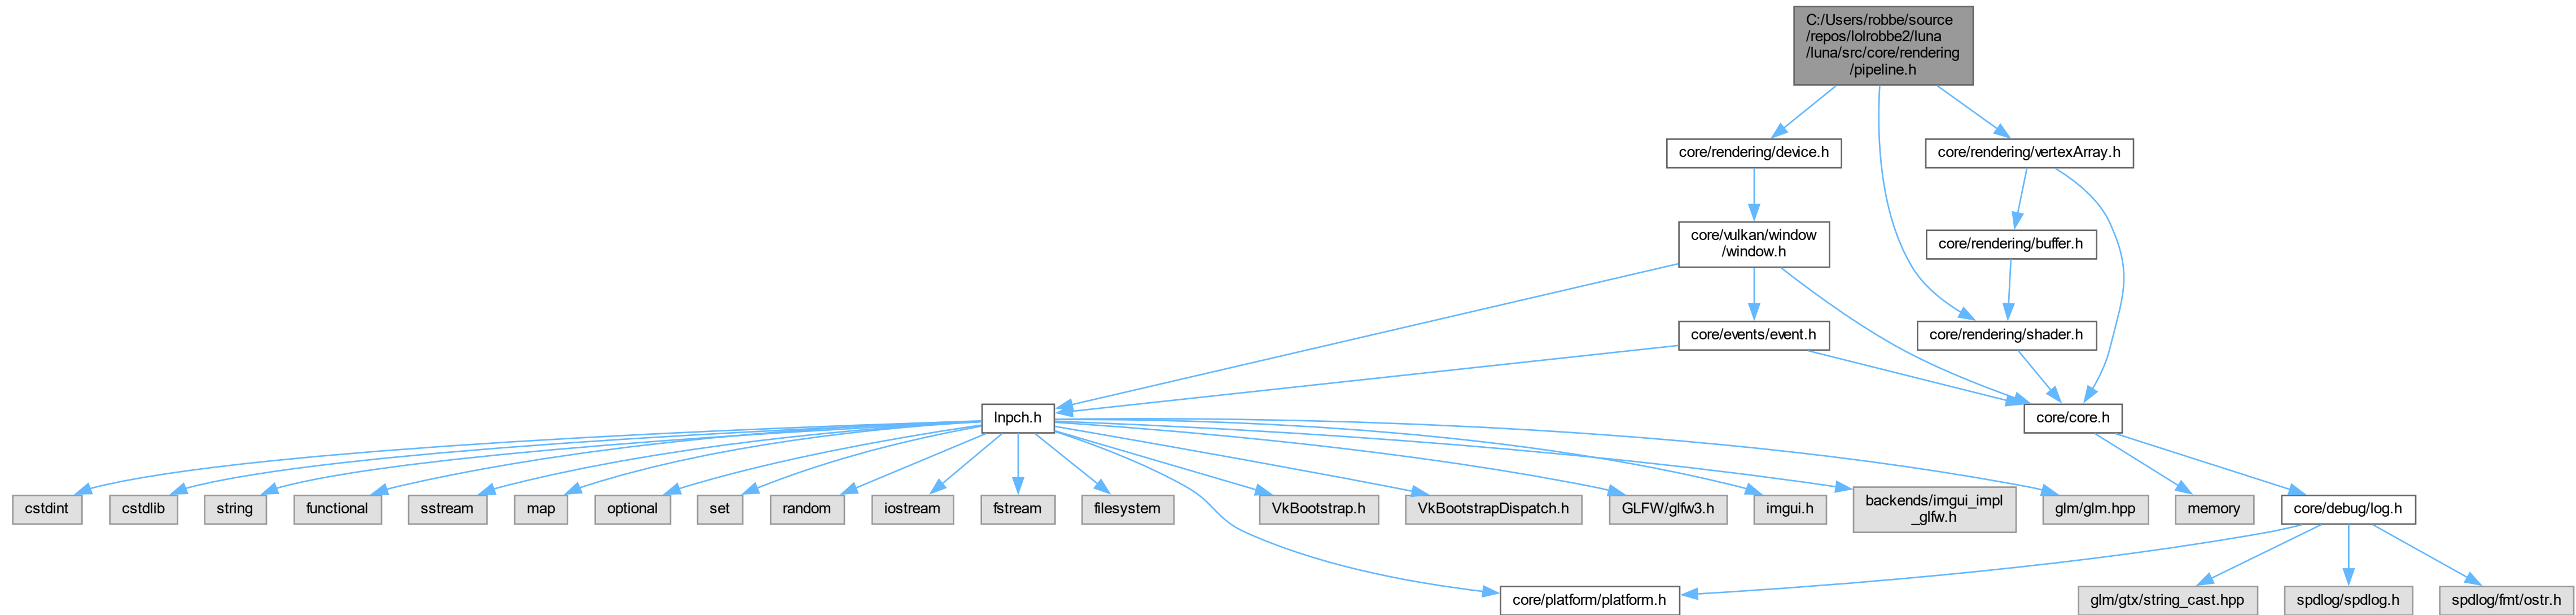 C:/Users/robbe/source
/repos/lolrobbe2/luna
/luna/src/core/rendering
/pipeline.h
core/rendering/device.h
core/rendering/vertexArray.h
core/vulkan/window
/window.h
core/rendering/buffer.h
core/events/event.h
core/rendering/shader.h
lnpch.h
core/core.h
cstdint
cstdlib
string
functional
sstream
map
optional
set
random
iostream
fstream
filesystem
VkBootstrap.h
VkBootstrapDispatch.h
GLFW/glfw3.h
imgui.h
backends/imgui_impl
_glfw.h
glm/glm.hpp
memory
core/debug/log.h
core/platform/platform.h
glm/gtx/string_cast.hpp
spdlog/spdlog.h
spdlog/fmt/ostr.h